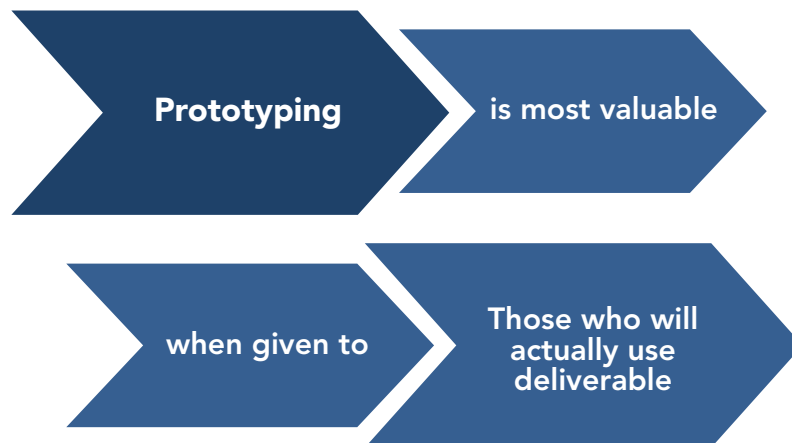 Prototyping
is most valuable
when given to
Those who will
actually use
deliverable